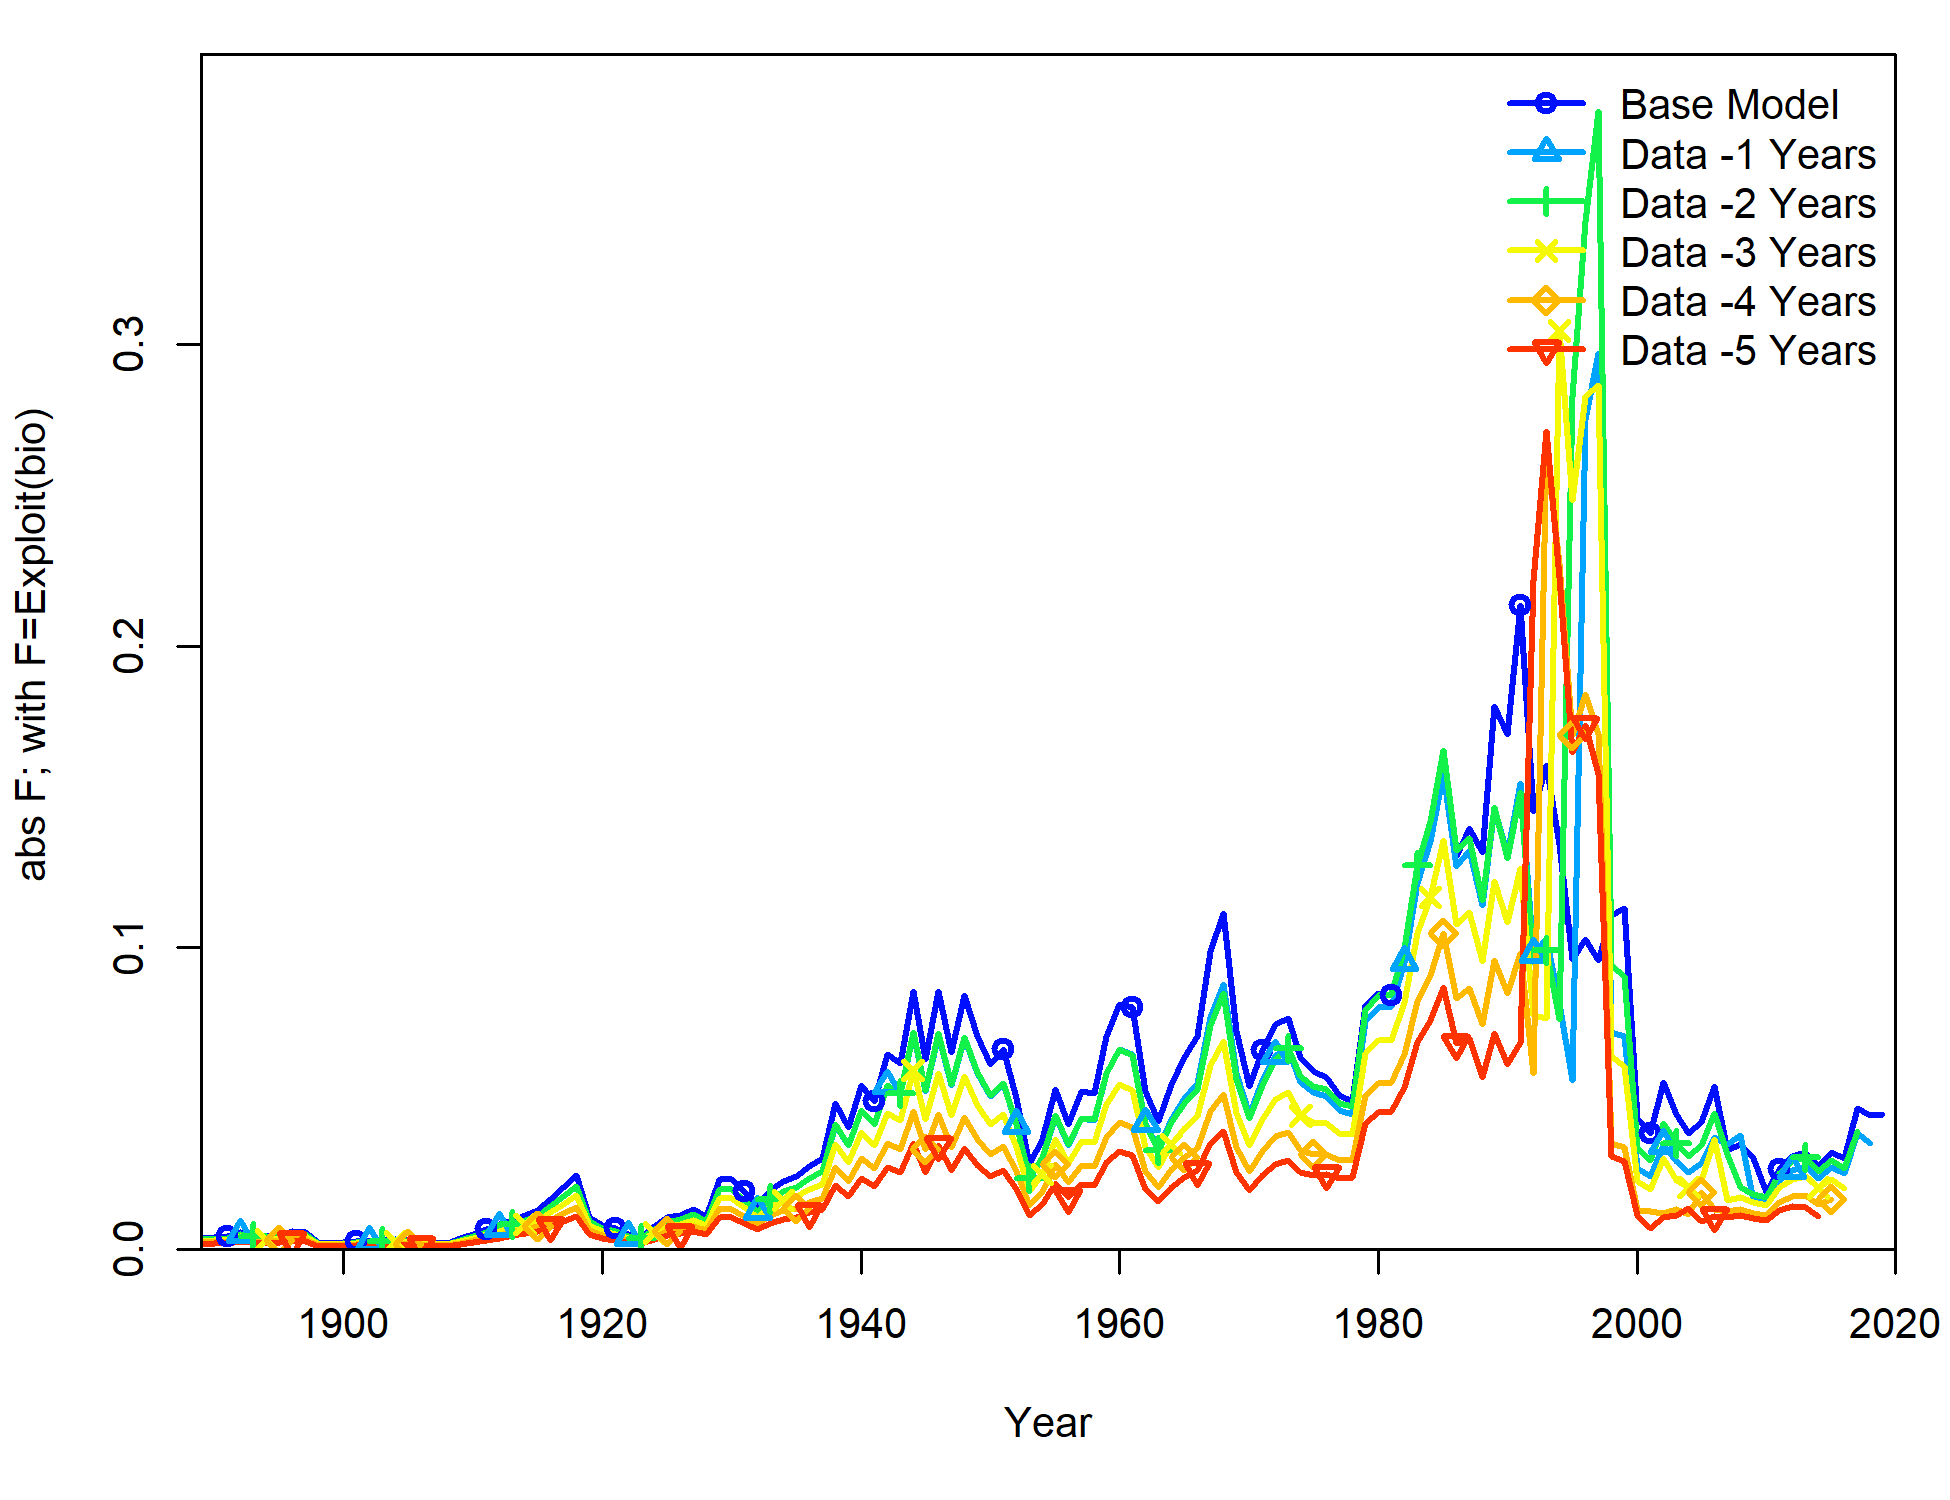 Base Model
Data -1 Years
Data -2 Years
Data -3 Years
Data -4 Years
Data -5 Years
abs F; with F=Exploit(bio)
0.3
0.2
0.1
0.0
1900 1920 1940 1960 1980 2000 2020
Year